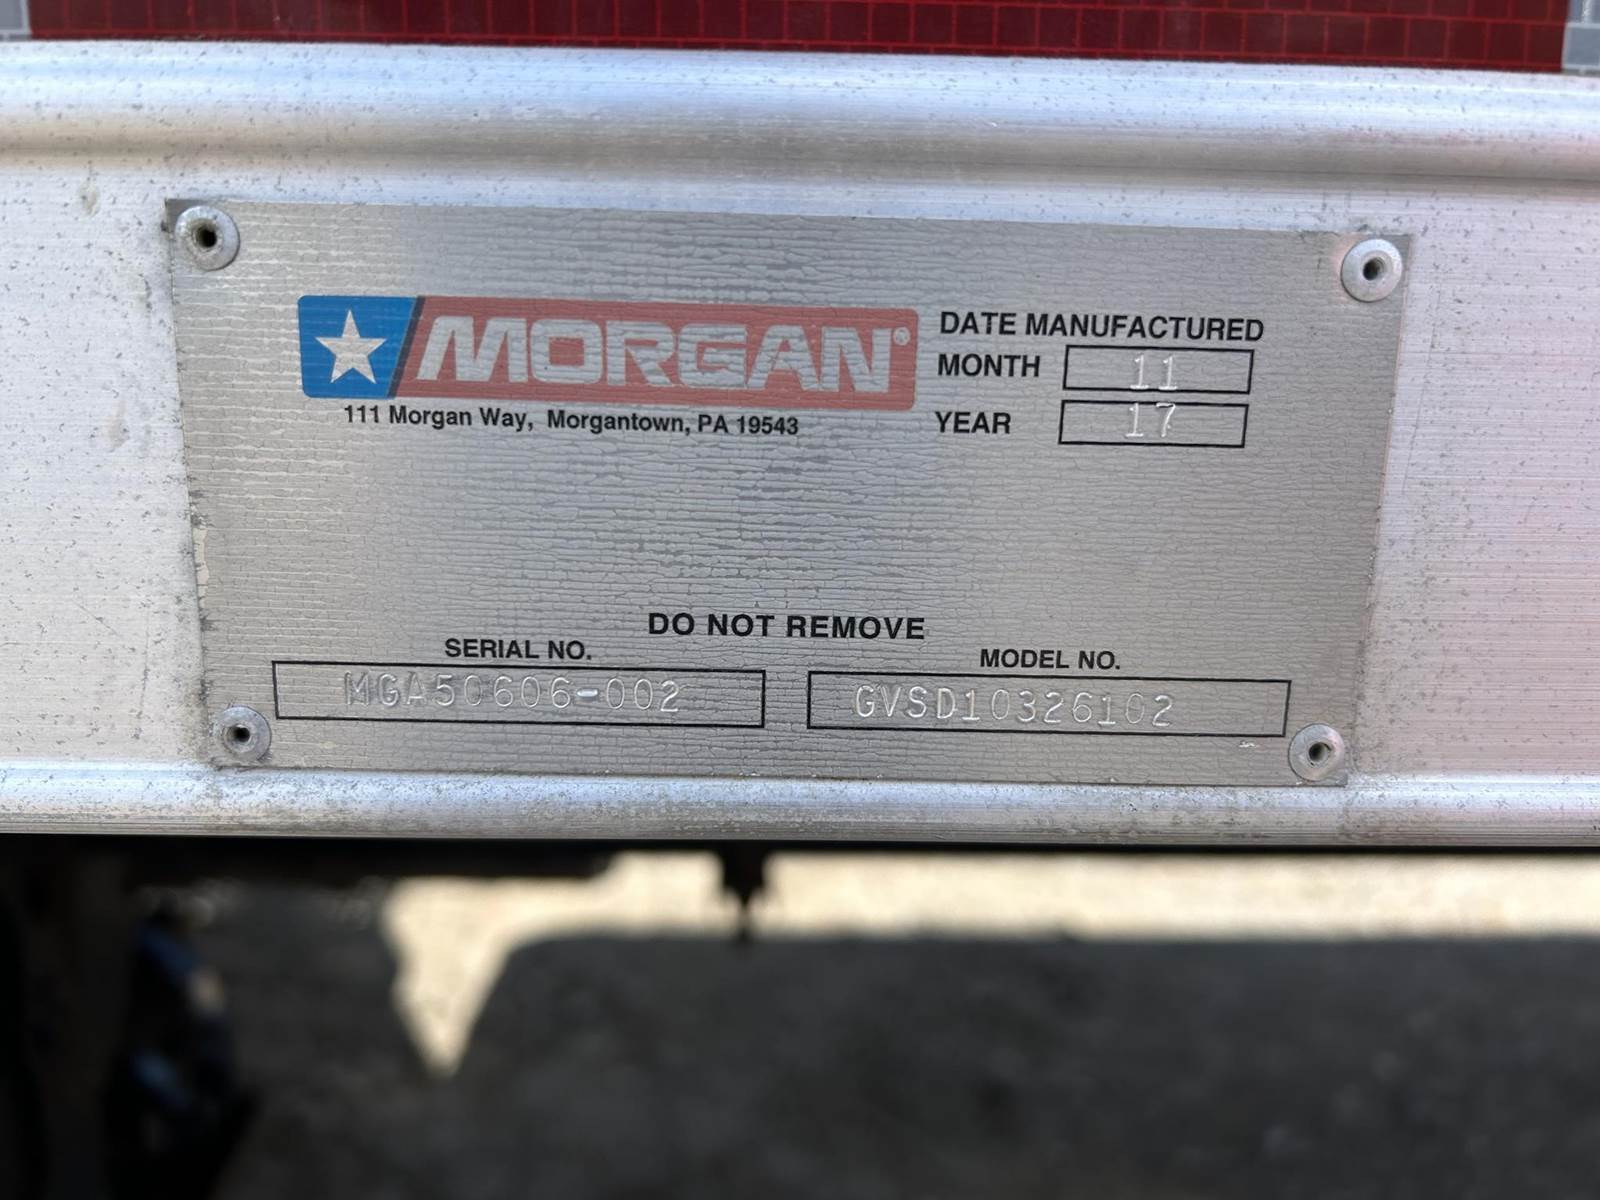 MORGAN®
111 Morgan Way, Morgantown, PA 19543
DATE MANUFACTURED
MONTH 11
YEAR 17
DO NOT REMOVE
SERIAL NO.
MGA50606-002
MODEL NO.
GVSD10326102